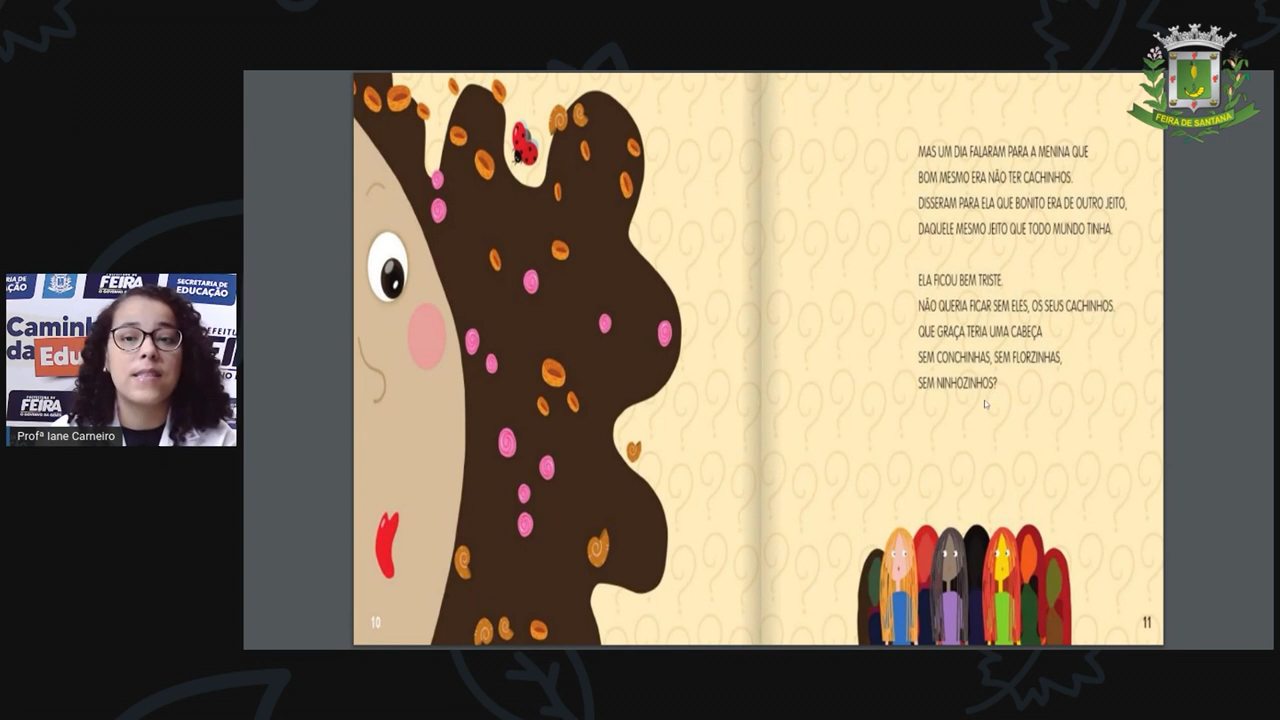 FEIRA DE SANTANA
MAS UM DIA FALARAM PARA A MENINA QUE
BOM MESMO ERA NÃO TER CACHINHOS.
DISSERAM PARA ELA QUE BONITO ERA DE OUTRO JEITO,
DAQUELE MESMO JEITO QUE TODO MUNDO TINHA.
ELA FICOU BEM TRISTE.
NÃO QUERIA FICAR SEM ELES, OS SEUS CACHINHOS.
QUE GRAÇA TERIA UMA CABEÇA
SEM CONCHINHAS, SEM FLORZINHAS,
SEM NINHOZINHOS?
10
11
FEIRA
SECRETARIA DE
EDUCAÇÃO
Caminh
da Edu
FEIRA
Profª Iane Carneiro